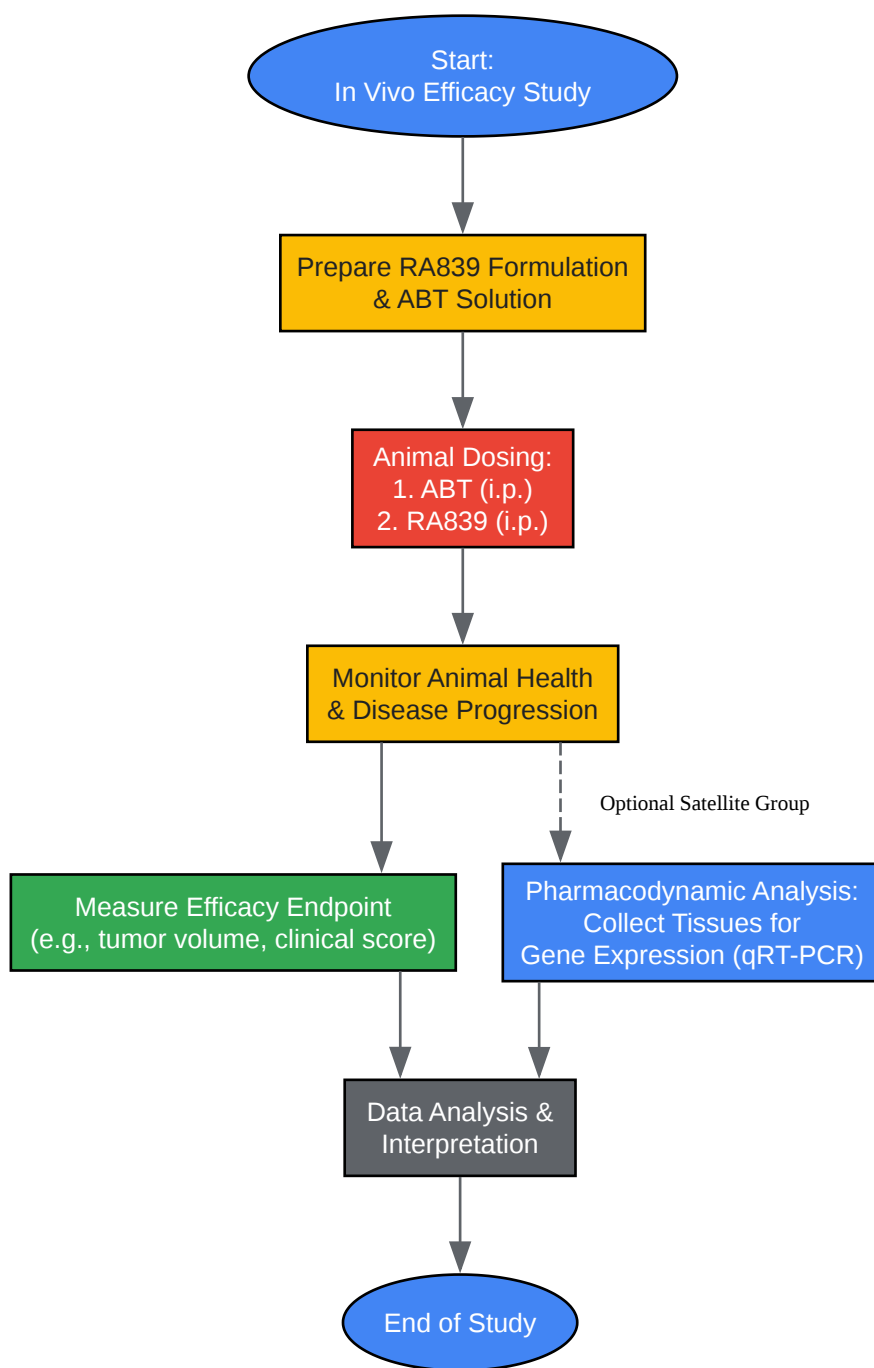 Start:
In Vivo Efficacy Study
Prepare RA839 Formulation
& ABT Solution
Animal Dosing:
1. ABT (i.p.)
2. RA839 (i.p.)
Monitor Animal Health
& Disease Progression
Optional Satellite Group
Measure Efficacy Endpoint
(e.g., tumor volume, clinical score)
Pharmacodynamic Analysis:
Collect Tissues for
Gene Expression (qRT-PCR)
Data Analysis &
Interpretation
End of Study